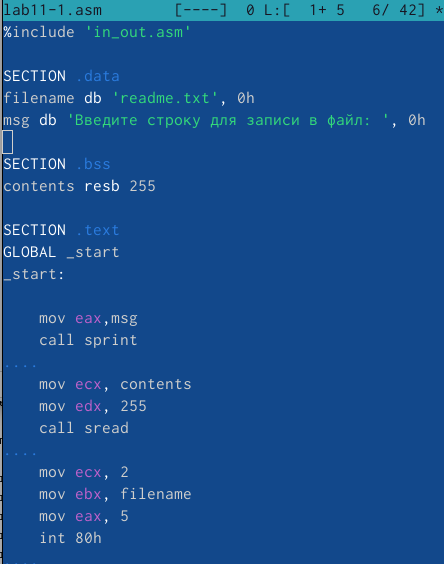 lab11-1.asm        [----]  0 L:[  1+ 5   6/ 42] *
%include 'in_out.asm'
SECTION .data
filename db 'readme.txt', 0h
msg db 'Введите строку для записи в файл: ', 0h
SECTION .bss
contents resb 255
SECTION .text
GLOBAL _start
_start:
mov eax,msg
call sprint
....
mov ecx, contents
mov edx, 255
call sread
....
mov ecx, 2
mov ebx, filename
mov eax, 5
int 80h
....